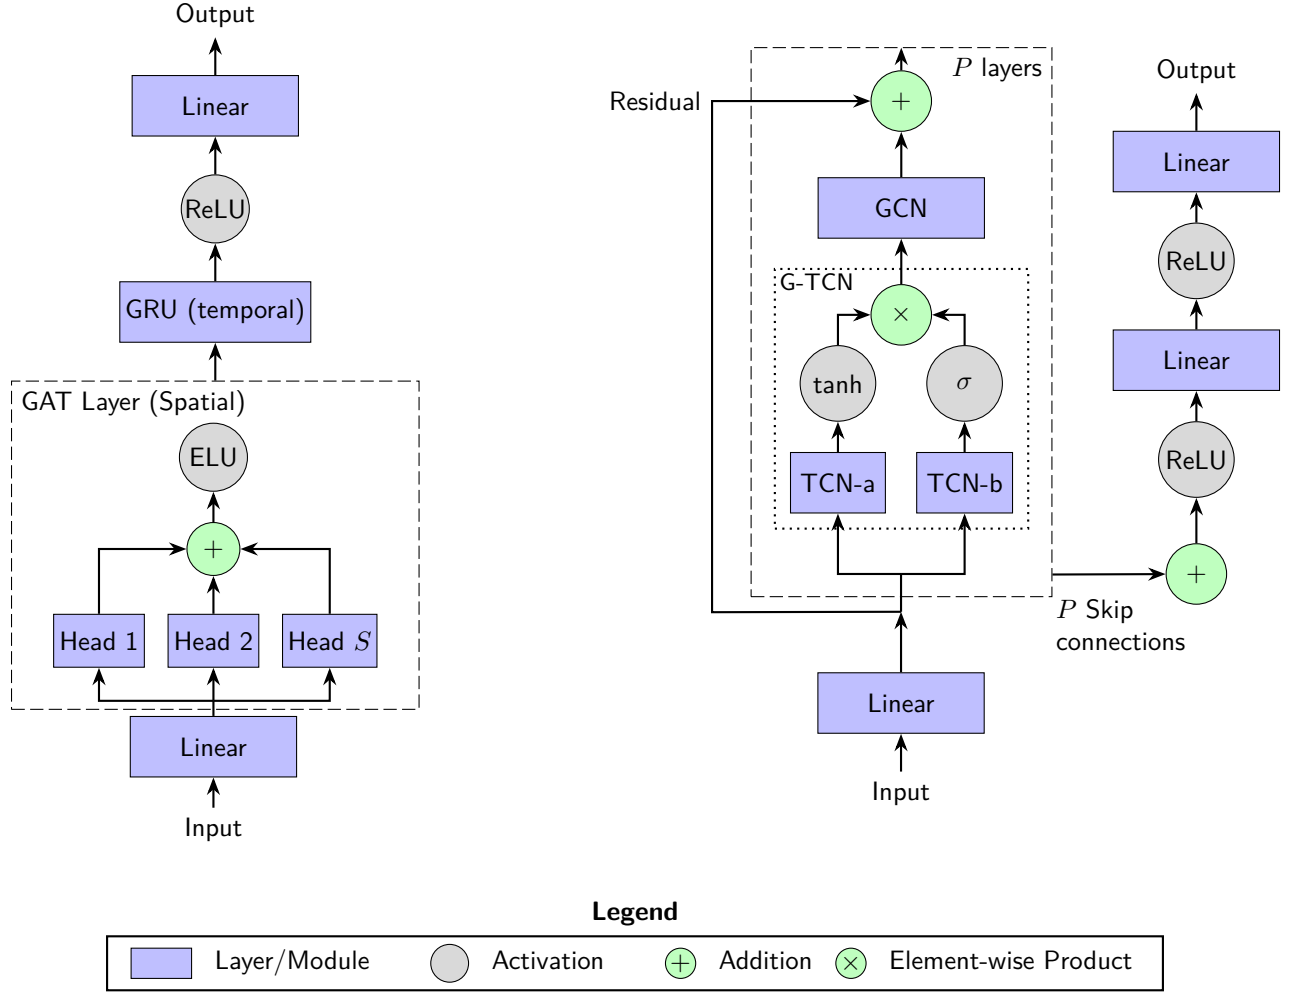 Output
Linear
ReLU
GRU (temporal)
GAT Layer (Spatial)
ELU
+
Head 1
Head 2
Head S
Linear
Input
P layers
Residual
+
GCN
G-TCN
×
tanh
σ
TCN-a
TCN-b
Linear
Input
Output
Linear
ReLU
Linear
ReLU
+
P Skip
connections
Legend
Layer/Module
Activation
+ Addition
× Element-wise Product